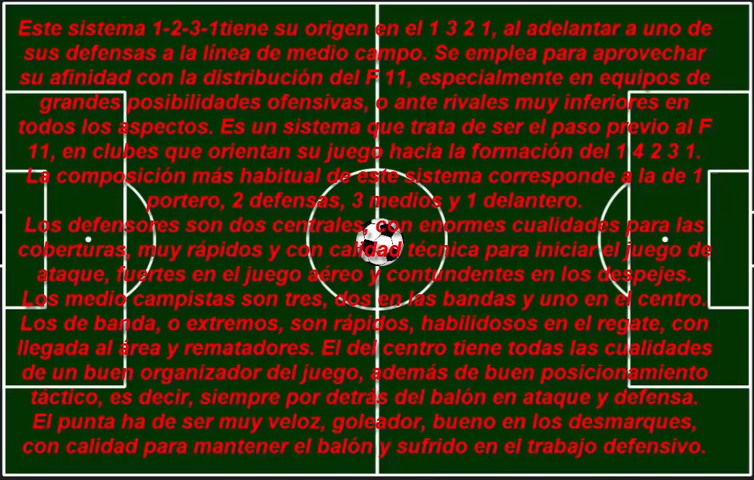 Este sistema 1-2-3-1tiene su origen en el 1 3 2 1, al adelantar a uno de
sus defensas a la línea de medio campo. Se emplea para aprovechar
su afinidad con la distribución del F 11, especialmente en equipos de
grandes posibilidades ofensivas, o ante rivales muy inferiores en
todos los aspectos. Es un sistema que trata de ser el paso previo al F
11, en clubes que orientan su juego hacia la formación del 1 4 2 3 1.
La composición más habitual de este sistema corresponde a la de 1
portero, 2 defensas, 3 medios y 1 delantero.
Los defensores son dos centrales, con enormes cualidades para las
coberturas, muy rápidos y con calidad técnica para iniciar el juego de
ataque, fuertes en el juego aéreo y contundentes en los despejes.
Los medio campistas son tres, dos en las bandas y uno en el centro.
Los de banda, o extremos, son rápidos, habilidosos en el regate, con
llegada al área y rematadores. El del centro tiene todas las cualidades
de un buen organizador del juego, además de buen posicionamiento
táctico, es decir, siempre por detrás del balón en ataque y defensa.
El punta ha de ser muy veloz, goleador, bueno en los desmarques,
con calidad para mantener el balón y sufrido en el trabajo defensivo.